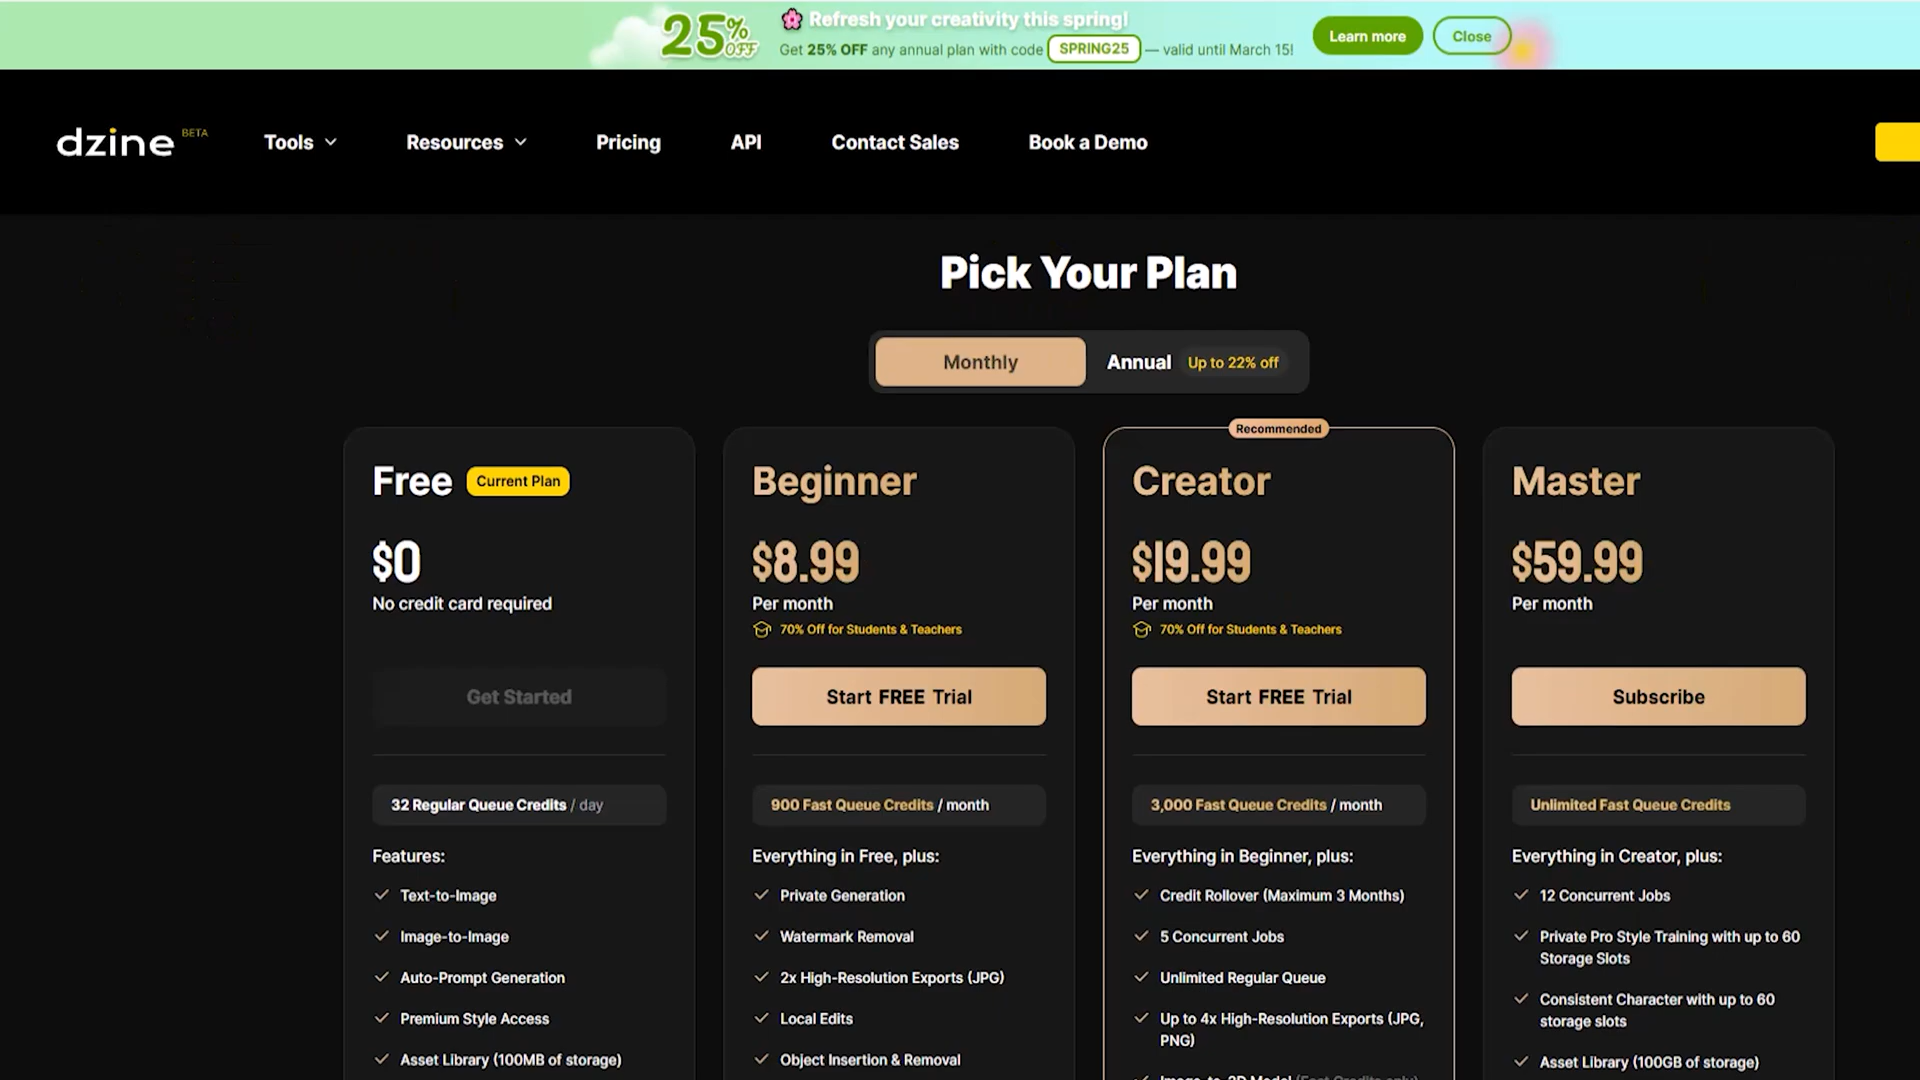 25% OFF
Refresh your creativity this spring!
Get 25% OFF any annual plan with code SPRING25 — valid until March 15!
Learn more
Close
dzine BETA
Tools
Resources
Pricing
API
Contact Sales
Book a Demo
Pick Your Plan
Monthly
Annual Up to 22% off
Free Current Plan
$0
No credit card required
Get Started
32 Regular Queue Credits / day
Features:
Text-to-Image
Image-to-Image
Auto-Prompt Generation
Premium Style Access
Asset Library (100MB of storage)
Beginner
$8.99
Per month
70% Off for Students & Teachers
Start FREE Trial
900 Fast Queue Credits / month
Everything in Free, plus:
Private Generation
Watermark Removal
2x High-Resolution Exports (JPG)
Local Edits
Object Insertion & Removal
Recommended
Creator
$19.99
Per month
70% Off for Students & Teachers
Start FREE Trial
3,000 Fast Queue Credits / month
Everything in Beginner, plus:
Credit Rollover (Maximum 3 Months)
5 Concurrent Jobs
Unlimited Regular Queue
Up to 4x High-Resolution Exports (JPG,
PNG)
Master
$59.99
Per month
Subscribe
Unlimited Fast Queue Credits
Everything in Creator, plus:
12 Concurrent Jobs
Private Pro Style Training with up to 60
Storage Slots
Consistent Character with up to 60
storage slots
Asset Library (100GB of storage)